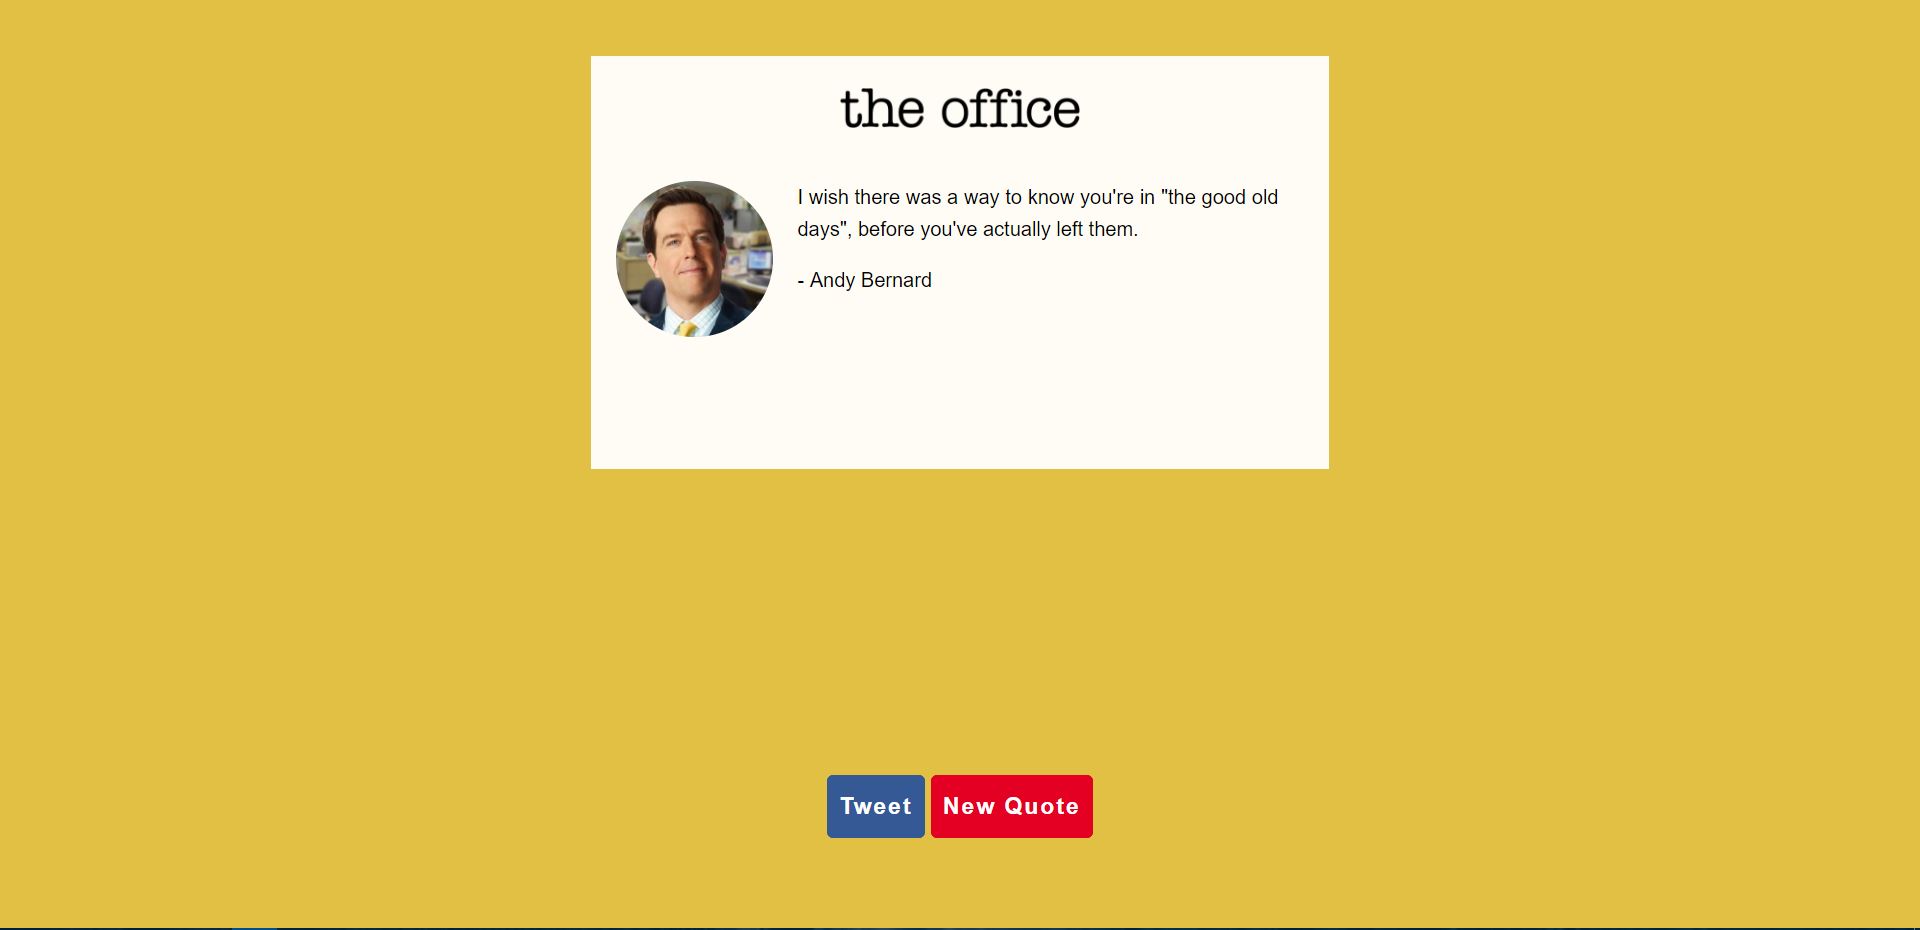 the office
I wish there was a way to know you're in "the good old
days", before you've actually left them.
- Andy Bernard
Tweet
New Quote